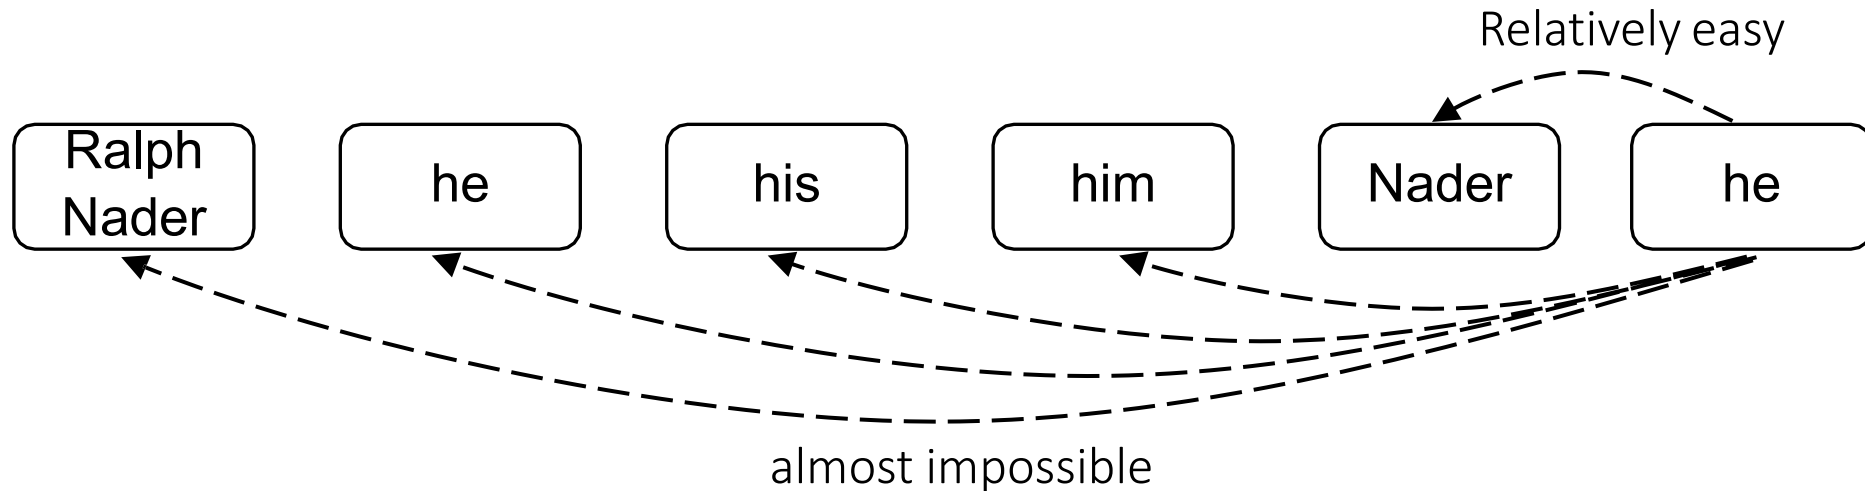 Relatively easy
Ralph
Nader
he
his
him
Nader
he
almost impossible